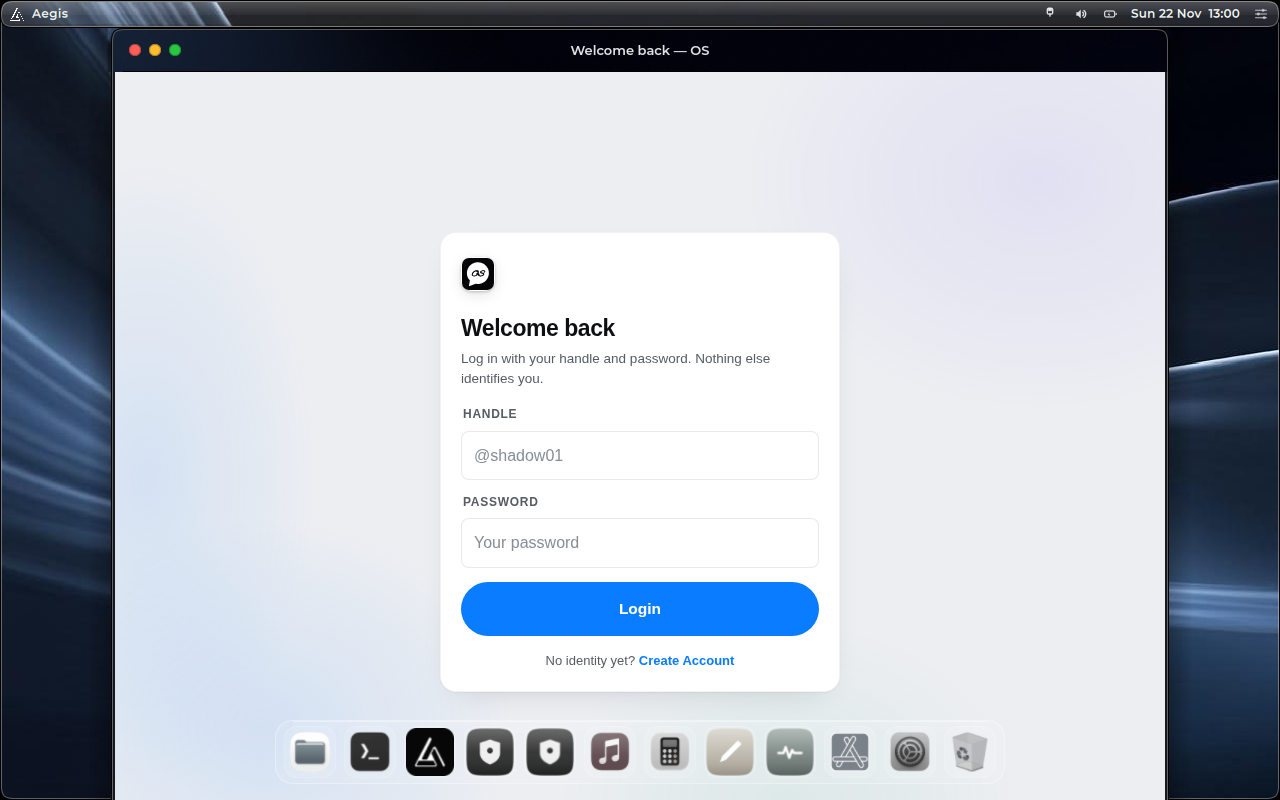 Aegis
Sun 22 Nov 13:00
Welcome back — OS
OS
Welcome back
Log in with your handle and password. Nothing else
identifies you.
HANDLE
@shadow01
PASSWORD
Your password
Login
No identity yet? Create Account